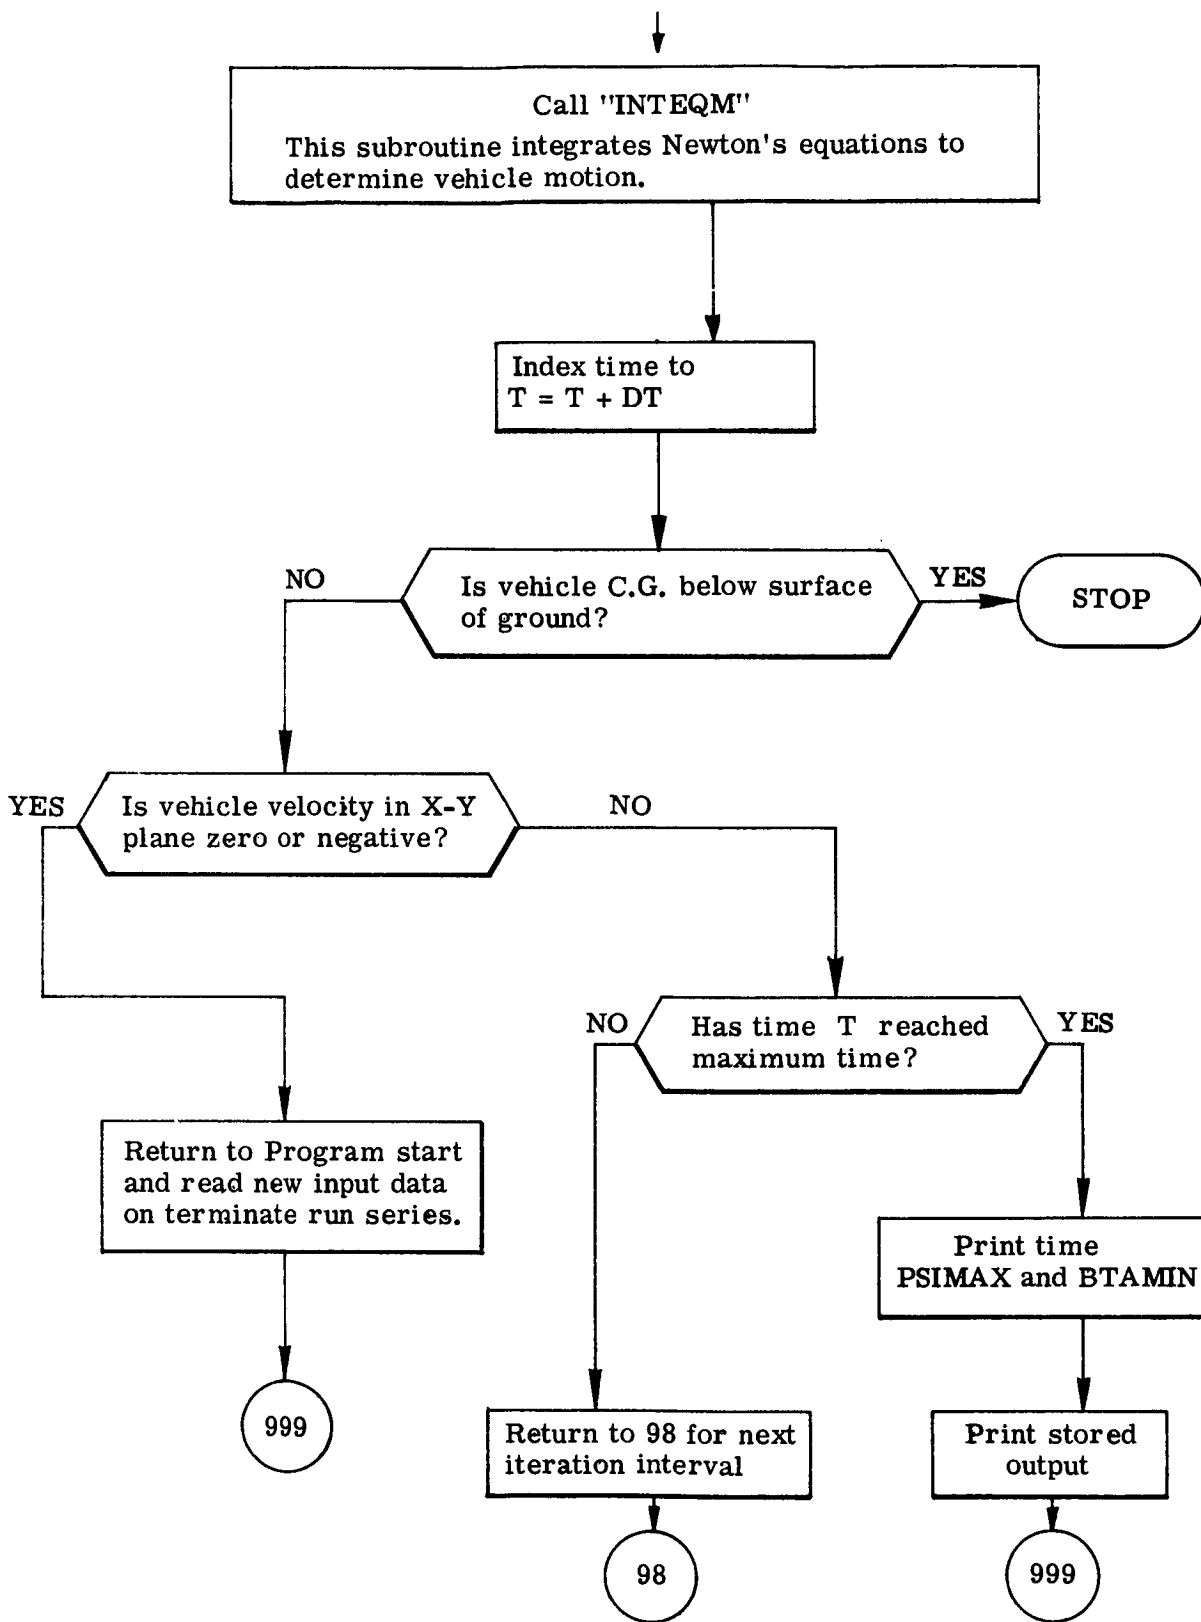 Call "INTEQM"
This subroutine integrates Newton's equations to
determine vehicle motion.
Index time to
T = T + DT
NO
Is vehicle C.G. below surface
of ground?
YES
STOP
YES
Is vehicle velocity in X-Y
plane zero or negative?
NO
NO
Has time T reached
maximum time?
YES
Return to Program start
and read new input data
on terminate run series.
Print time
PSIMAX and BTAMIN
999
Return to 98 for next
iteration interval
Print stored
output
98
999